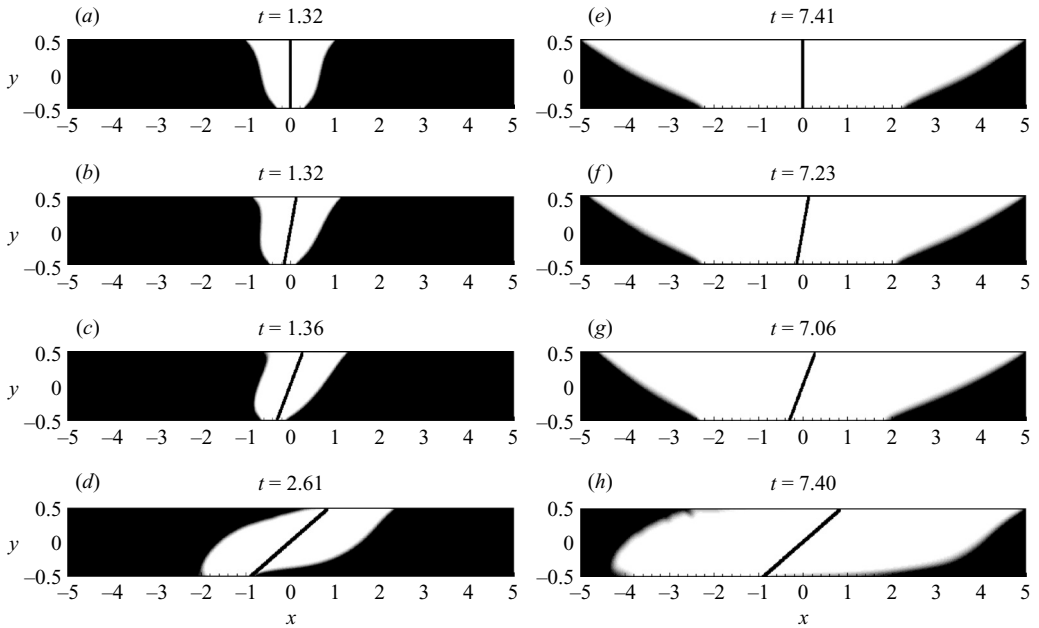 (a) t = 1.32 (e) t = 7.41
0.5 0.5
y 0 y 0
–0.5 –0.5
–5 –4 –3 –2 –1 0 1 2 3 4 5 –5 –4 –3 –2 –1 0 1 2 3 4 5
(b) t = 1.32 (f) t = 7.23
0.5 0.5
y 0 y 0
–0.5 –0.5
–5 –4 –3 –2 –1 0 1 2 3 4 5 –5 –4 –3 –2 –1 0 1 2 3 4 5
(c) t = 1.36 (g) t = 7.06
0.5 0.5
y 0 y 0
–0.5 –0.5
–5 –4 –3 –2 –1 0 1 2 3 4 5 –5 –4 –3 –2 –1 0 1 2 3 4 5
(d) t = 2.61 (h) t = 7.40
0.5 0.5
y 0 y 0
–0.5 –0.5
–5 –4 –3 –2 –1 0 1 2 3 4 5 –5 –4 –3 –2 –1 0 1 2 3 4 5
x x